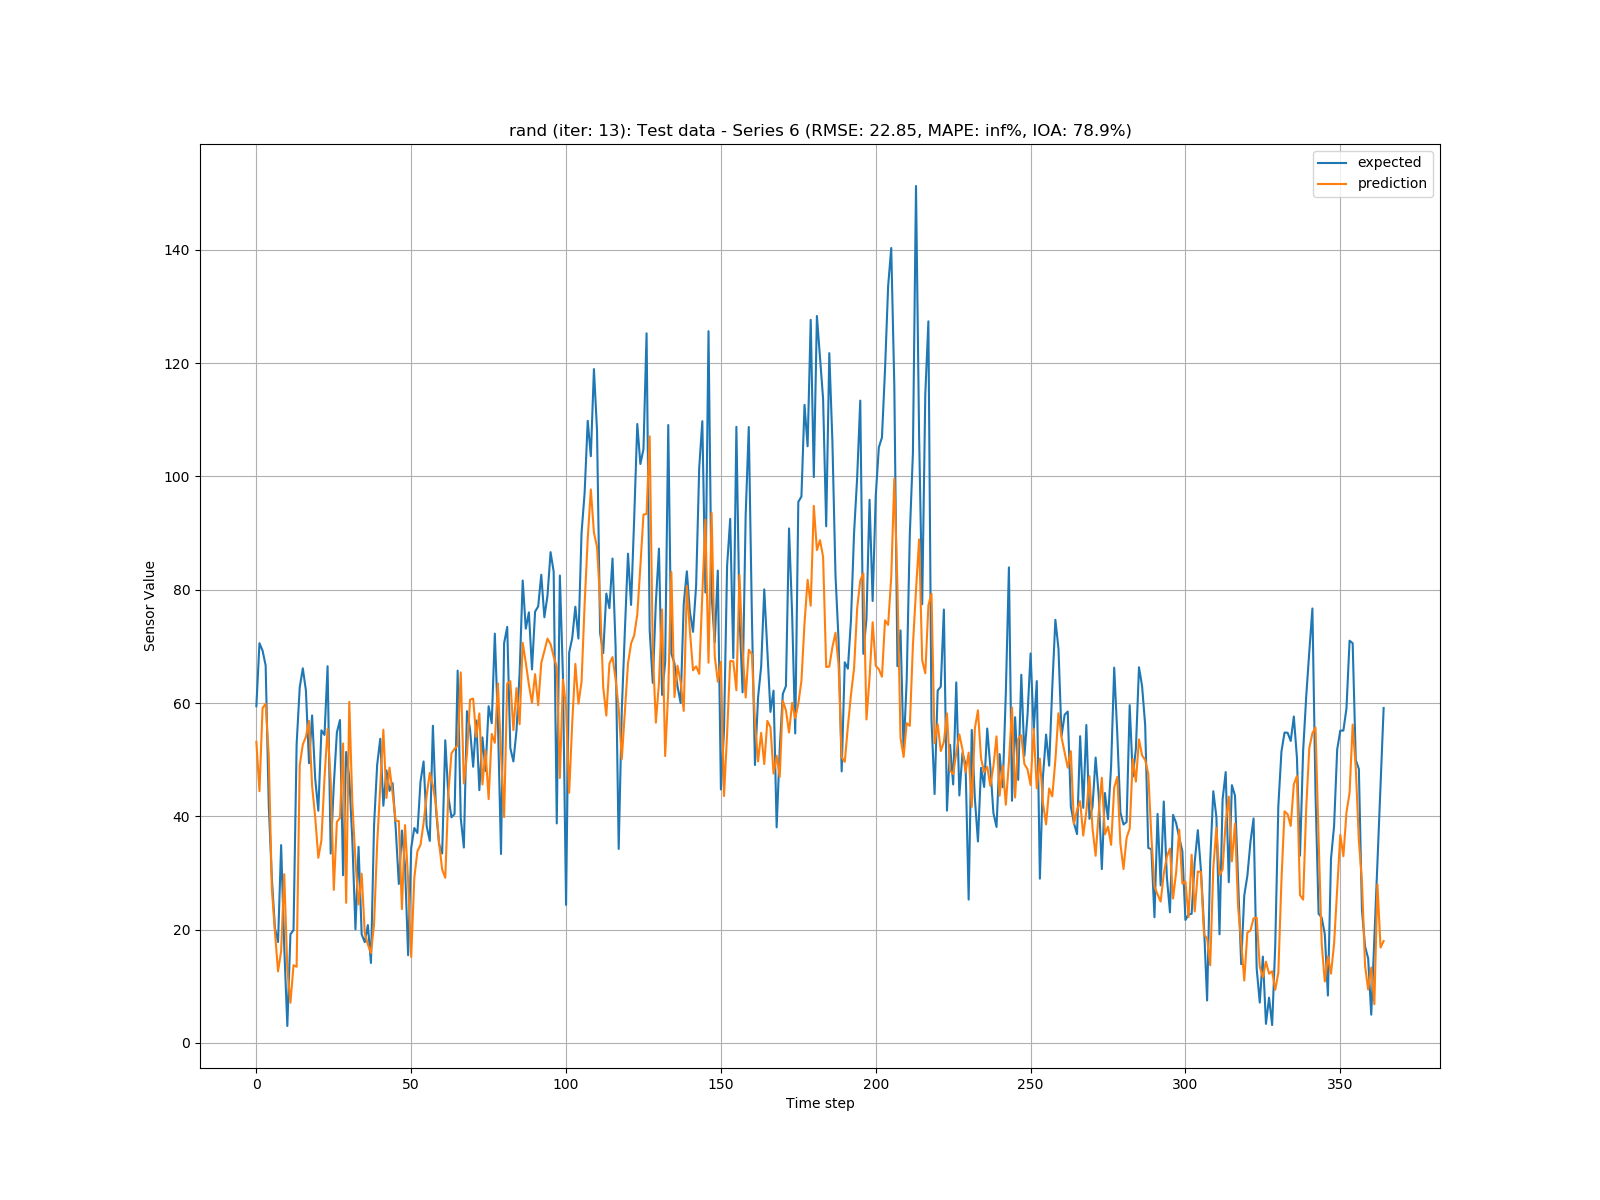 rand (iter: 13): Test data - Series 6 (RMSE: 22.85, MAPE: inf%, IOA: 78.9%)
expected
prediction
Sensor Value
140
120
100
80
60
40
20
0
0 50 100 150 200 250 300 350
Time step